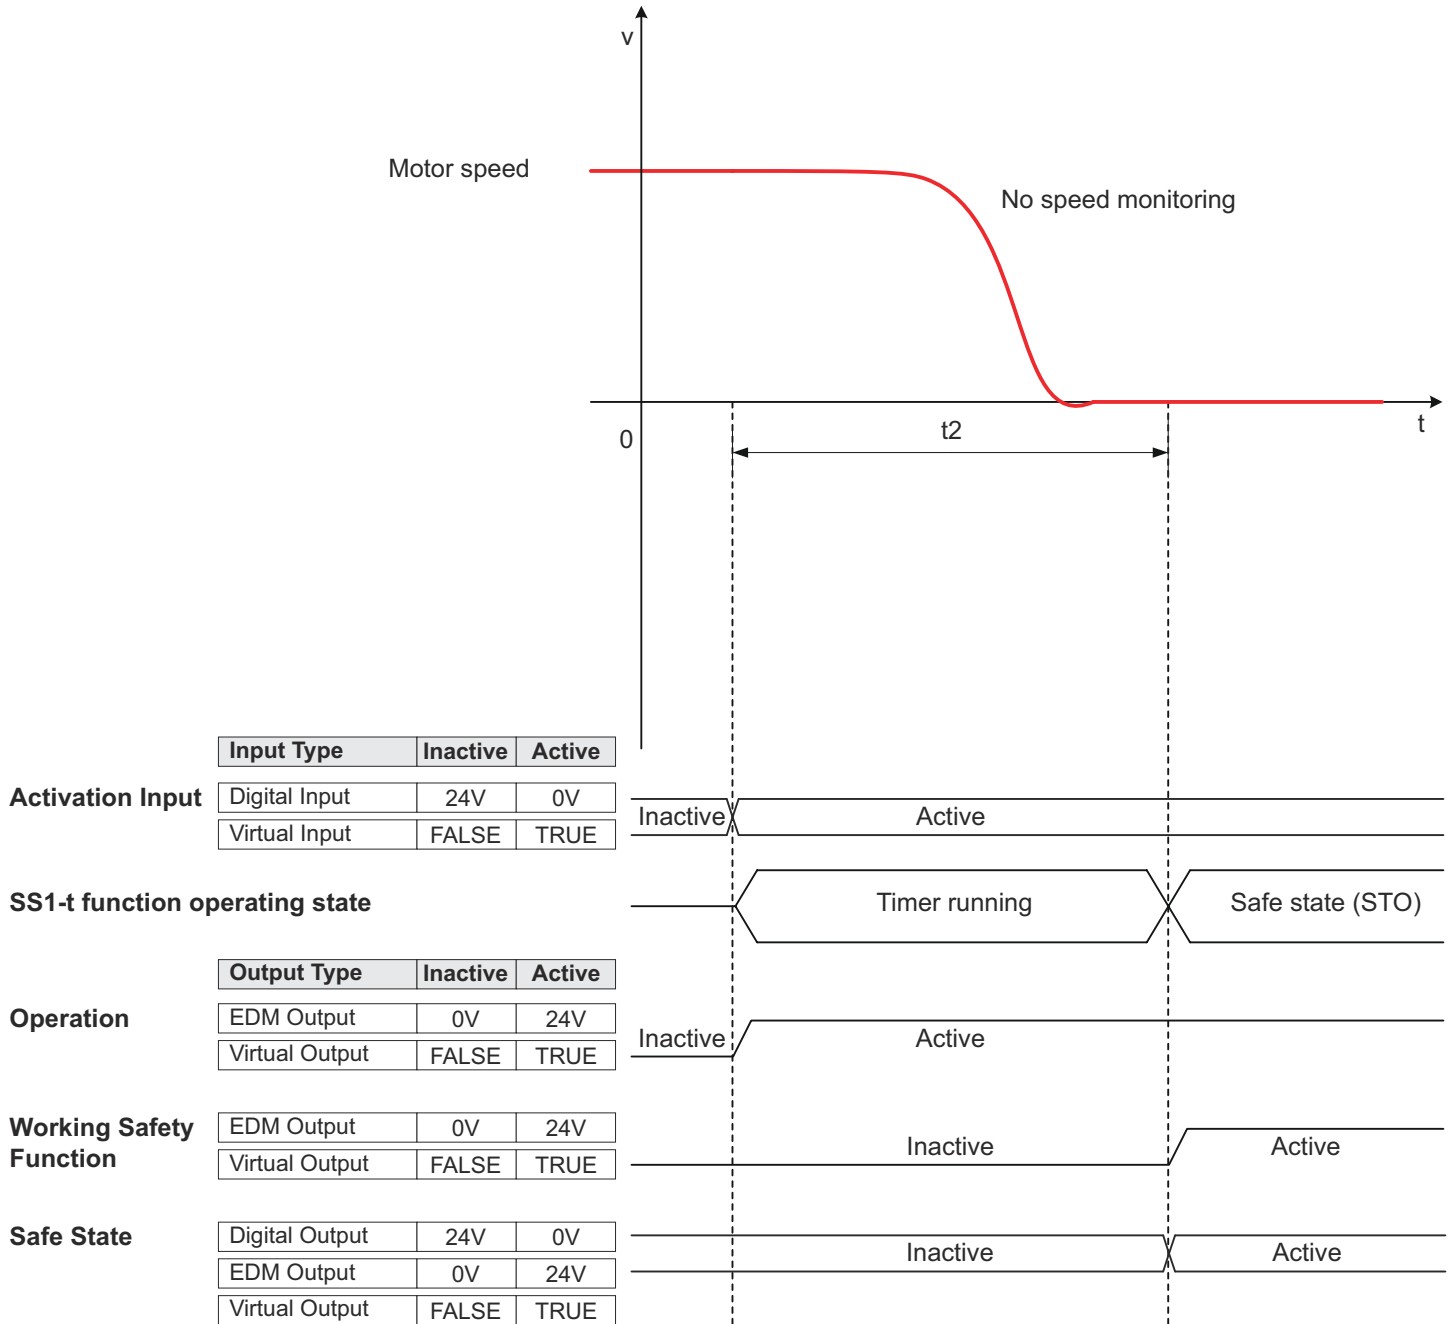 v
Motor speed
No speed monitoring
0
t2
t
Input Type Inactive Active
Activation Input Digital Input 24V 0V
Virtual Input FALSE TRUE
Inactive Active
SS1-t function operating state Timer running Safe state (STO)
Output Type Inactive Active
Operation EDM Output 0V 24V
Virtual Output FALSE TRUE
Inactive Active
Working Safety Function EDM Output 0V 24V
Virtual Output FALSE TRUE
Inactive Active
Safe State Digital Output 24V 0V
EDM Output 0V 24V
Virtual Output FALSE TRUE
Inactive Active